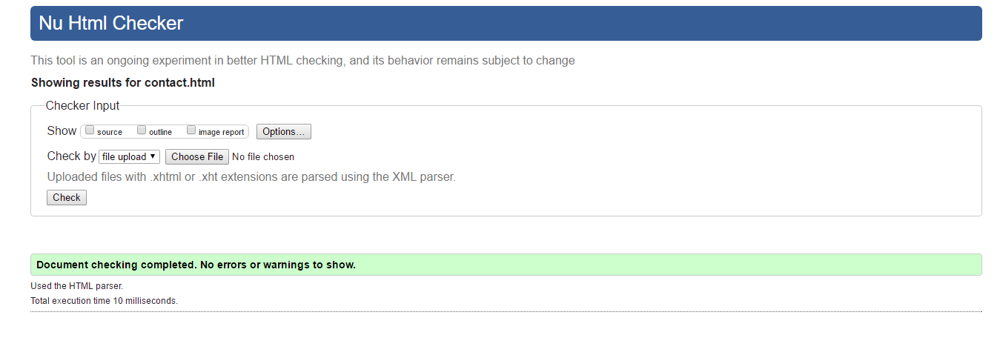 Nu Html Checker
This tool is an ongoing experiment in better HTML checking, and its behavior remains subject to change
Showing results for contact.html
Checker Input
Show source outline image report Options...
Check by file upload Choose File No file chosen
Uploaded files with .xhtml or .xht extensions are parsed using the XML parser.
Check
Document checking completed. No errors or warnings to show.
Used the HTML parser.
Total execution time 10 milliseconds.